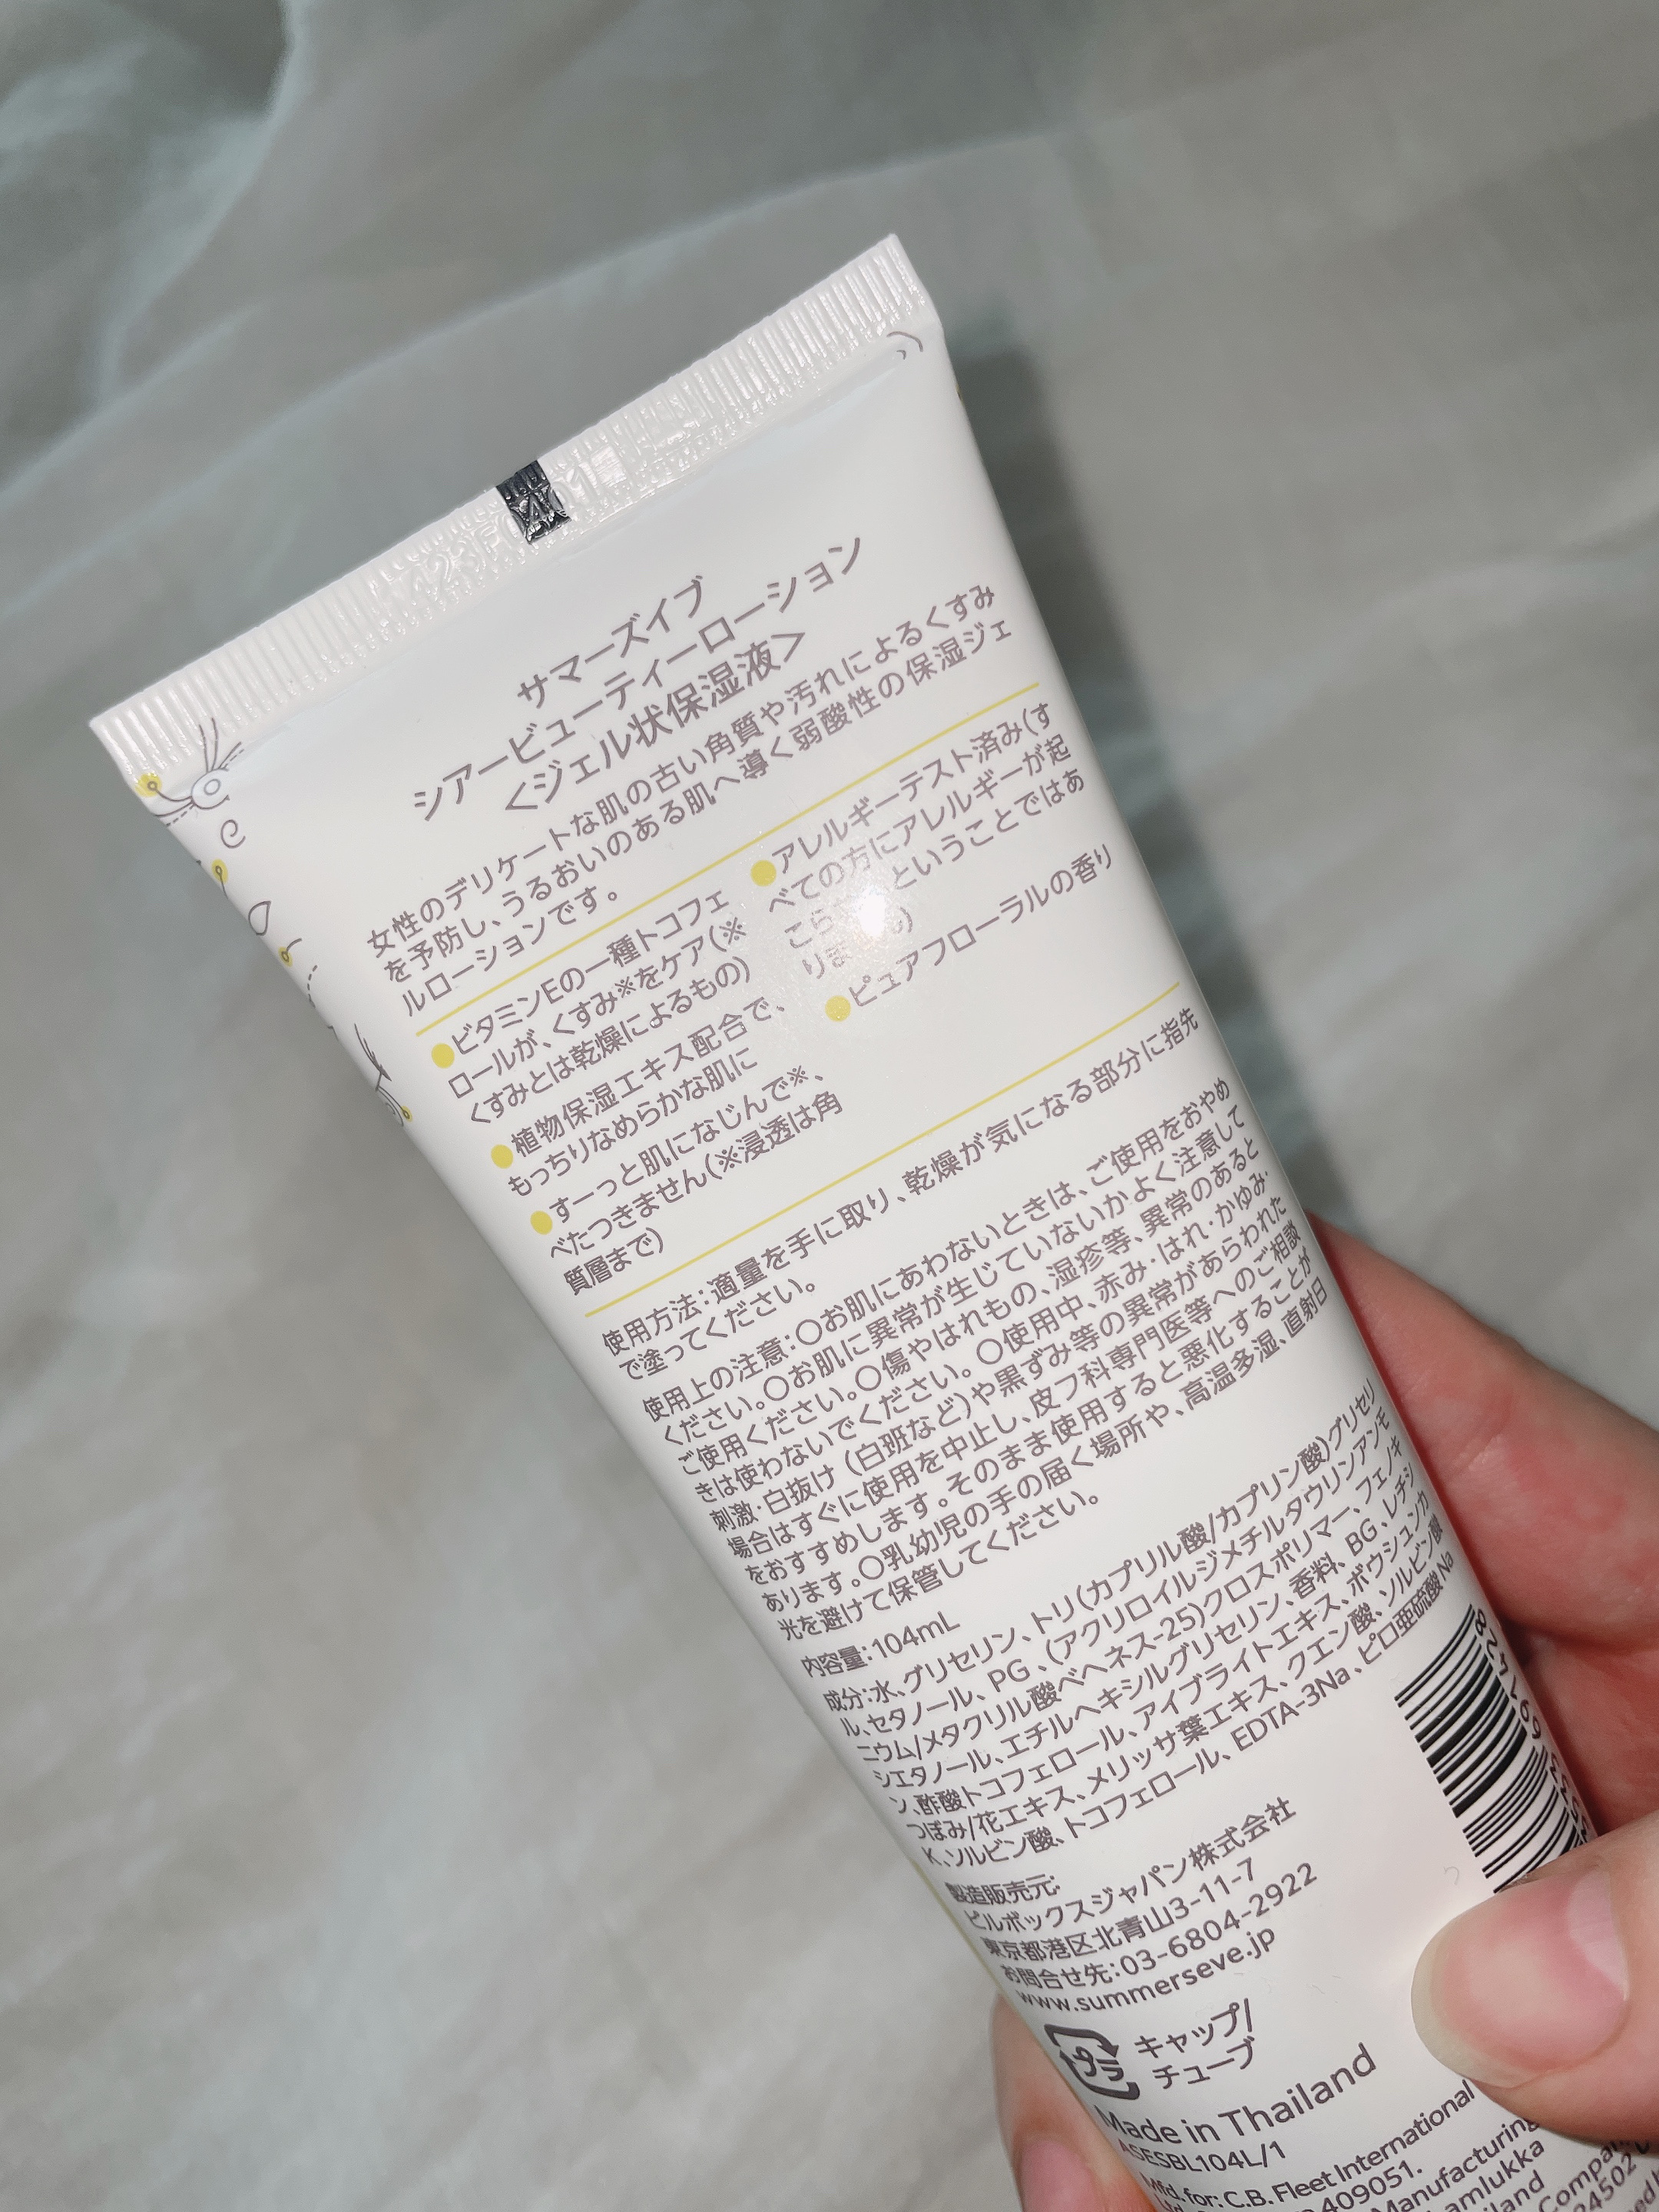 サマーズイブ
シアービューティーローション
<ジェル状保湿液>
女性のデリケートな肌の古い角質や汚れによるくすみ
を予防し、うるおいのある肌へ導く弱酸性の保湿ジェ
ルローションです。
●ビタミンEの一種トコフェ
ロールが、くすみ※をケア(※
くすみとは乾燥によるもの)
●植物保湿エキス配合で、
もっちりなめらかな肌に
●すーっと肌になじんで※、
べたつきません(※浸透は角
質層まで)
●アレルギーテスト済み(す
べての方にアレルギーが起
こら ということではあ
りま
●ピュアフローラルの香り
使用方法:適量を手に取り、乾燥が気になる部分に指先
で塗ってください。
使用上の注意:○お肌にあわないときは、ご使用をおやめ
ください。○お肌に異常が生じていないかよく注意して
ご使用ください。○傷やはれもの、湿疹等、異常のあると
きは使わないでください。○使用中、赤み・はれ・かゆみ・
刺激・白抜け(白班など)や黒ずみ等の異常があらわれた
場合はすぐに使用を中止し、皮フ科専門医等へのご相談
をおすすめします。そのまま使用すると悪化することが
あります。○乳幼児の手の届く場所や、高温多湿、直射日
光を避けて保管してください。
内容量:104mL
成分:水、グリセリン、トリ(カプリル酸/カプリン酸)グリセリ
ル、セタノール、PG、(アクリロイルジメチルタウリンアンモ
ニウム/メタクリル酸ベヘネス-25)クロスポリマー、フェノキ
シエタノール、エチルヘキシルグリセリン、香料、BG、レチシ
ン、酢酸トコフェロール、アイブライトエキス、ボウシュンカ
つぼみ/花エキス、メリッサ葉エキス、クエン酸、ソルビン酸
K、ソルビン酸、トコフェロール、EDTA-3Na、ピロ亜硫酸Na
製造販売元:
ピルボックスジャパン株式会社
東京都港区北青山3-11-7
お問合せ先:03-6804-2922
www.summerseve.jp
プラ
キャップ/
チューブ
Made in Thailand
ASESBL104L/1
Mfd. for: C.B. Fleet International
409051.
Manufacturing